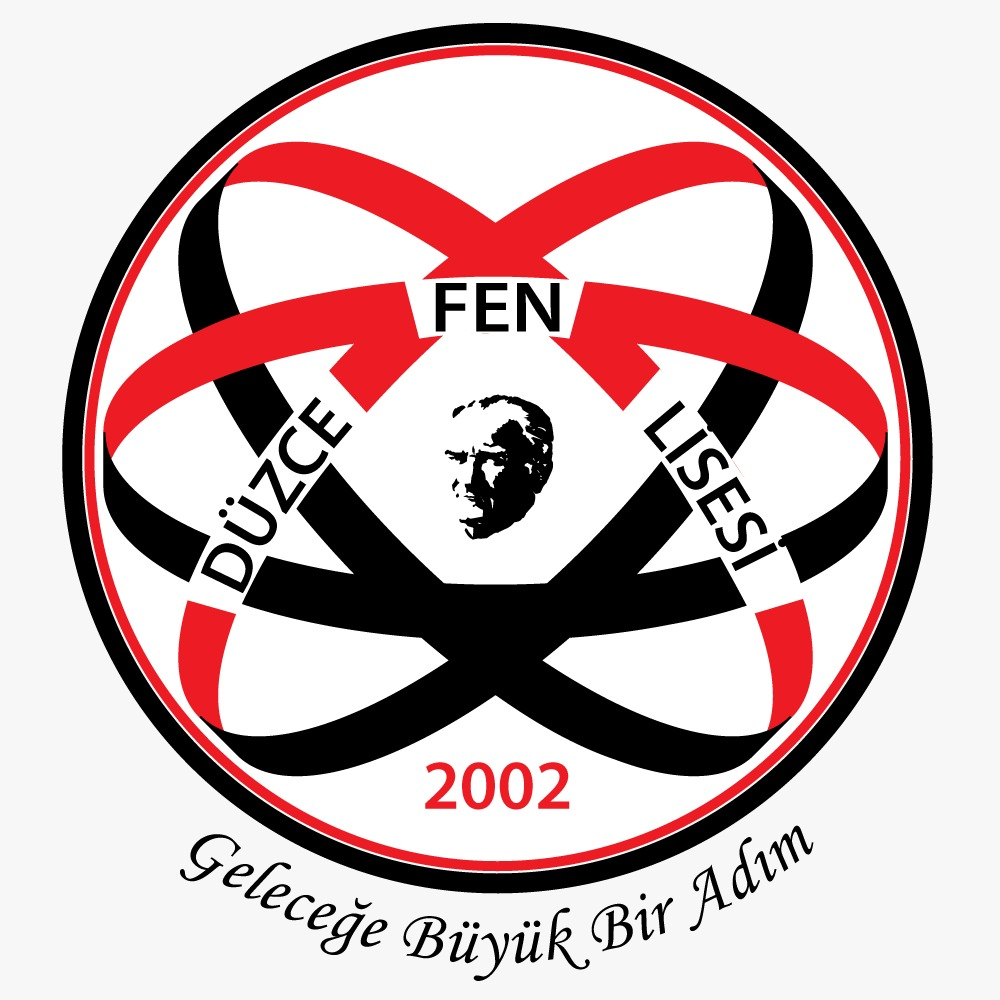 DÜZCE
FEN
LİSESİ
2002
Geleceğe Büyük Bir Adım